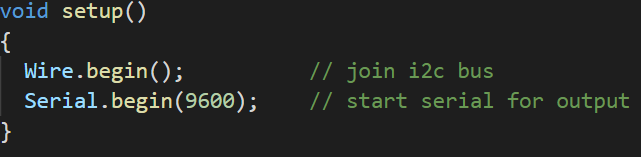 void setup()
{
  Wire.begin();          // join i2c bus
  Serial.begin(9600);    // start serial for output
}